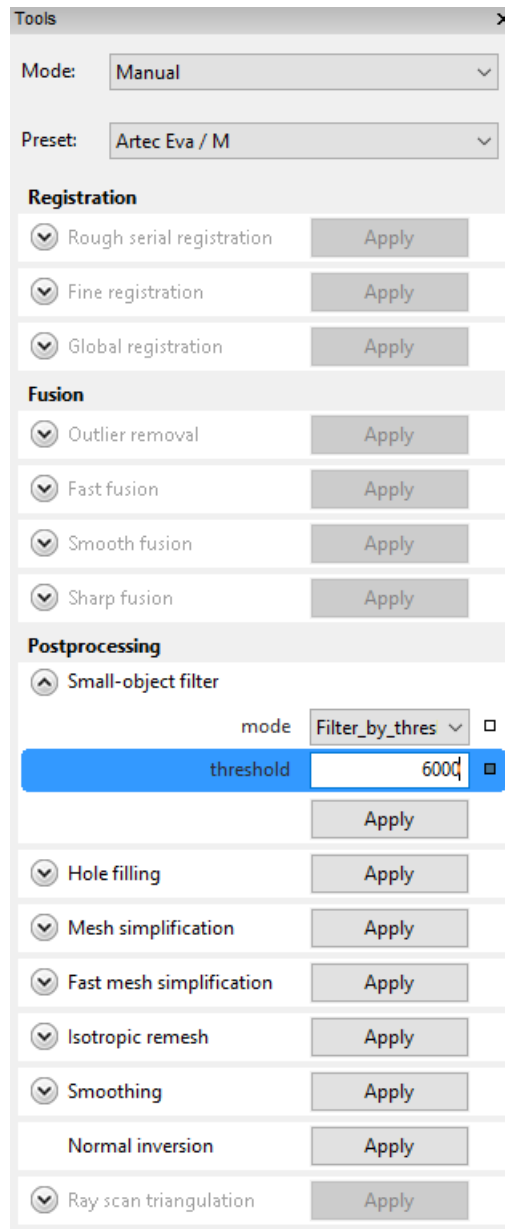 Tools
Mode: Manual
Preset: Artec Eva / M
Registration
Rough serial registration Apply
Fine registration Apply
Global registration Apply
Fusion
Outlier removal Apply
Fast fusion Apply
Smooth fusion Apply
Sharp fusion Apply
Postprocessing
Small-object filter
mode Filter_by_thres
threshold 6000
Apply
Hole filling Apply
Mesh simplification Apply
Fast mesh simplification Apply
Isotropic remesh Apply
Smoothing Apply
Normal inversion Apply
Ray scan triangulation Apply